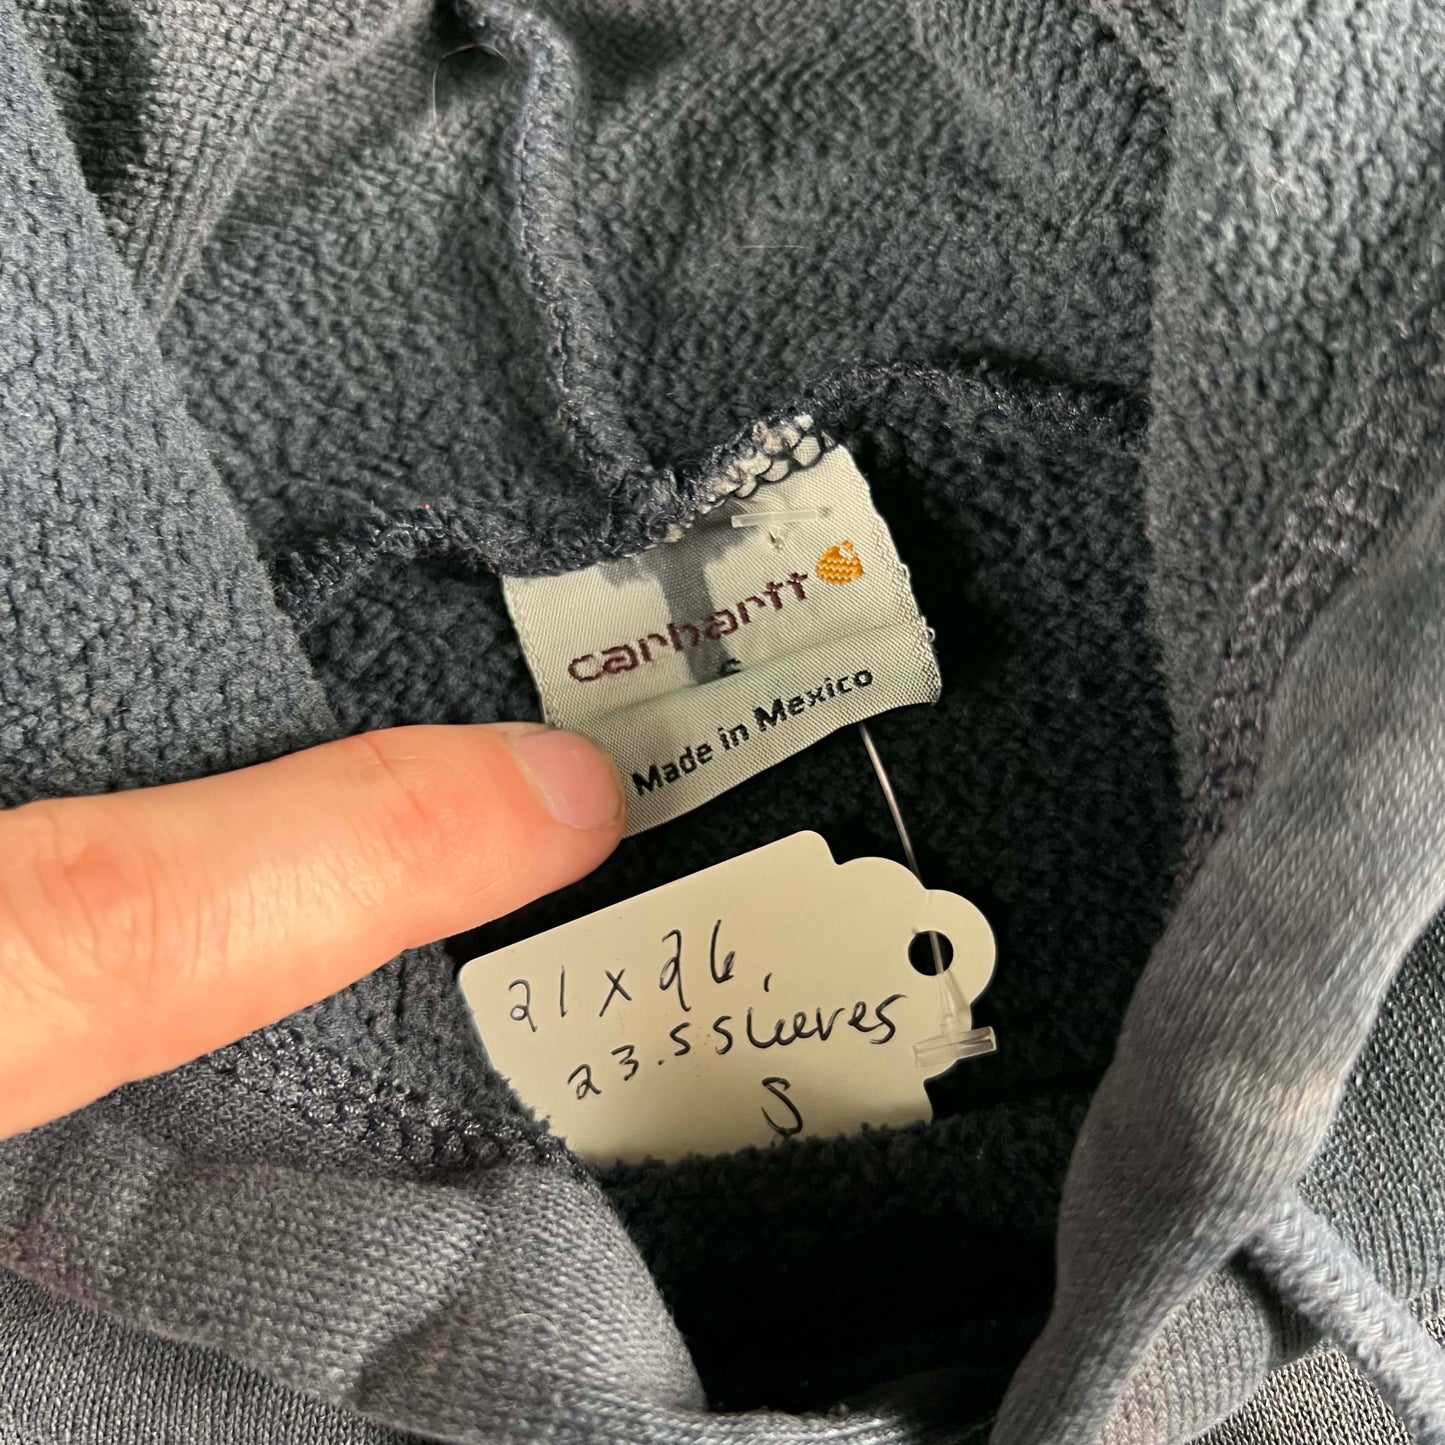 carhartt
S
Made in Mexico
21 x 26,
23.5 sleeves
S